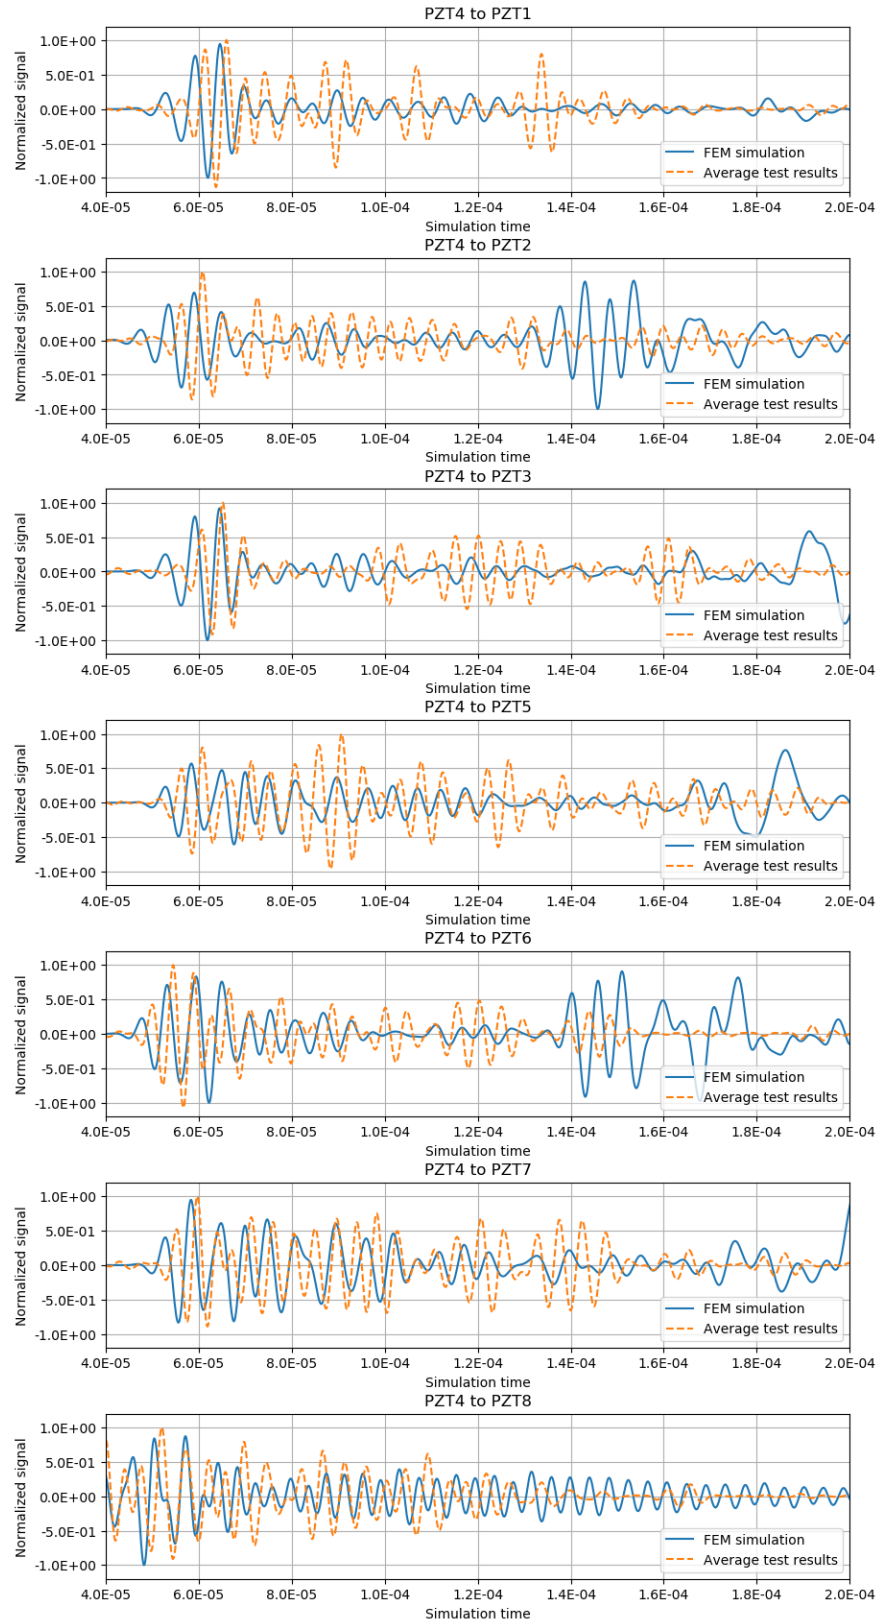 PZT4 to PZT1
1.0E+00
5.0E-01
0.0E+00
-5.0E-01
-1.0E+00
Normalized signal
FEM simulation
Average test results
4.0E-05 6.0E-05 8.0E-05 1.0E-04 1.2E-04 1.4E-04 1.6E-04 1.8E-04 2.0E-04
Simulation time
PZT4 to PZT2
1.0E+00
5.0E-01
0.0E+00
-5.0E-01
-1.0E+00
Normalized signal
FEM simulation
Average test results
4.0E-05 6.0E-05 8.0E-05 1.0E-04 1.2E-04 1.4E-04 1.6E-04 1.8E-04 2.0E-04
Simulation time
PZT4 to PZT3
1.0E+00
5.0E-01
0.0E+00
-5.0E-01
-1.0E+00
Normalized signal
FEM simulation
Average test results
4.0E-05 6.0E-05 8.0E-05 1.0E-04 1.2E-04 1.4E-04 1.6E-04 1.8E-04 2.0E-04
Simulation time
PZT4 to PZT5
1.0E+00
5.0E-01
0.0E+00
-5.0E-01
-1.0E+00
Normalized signal
FEM simulation
Average test results
4.0E-05 6.0E-05 8.0E-05 1.0E-04 1.2E-04 1.4E-04 1.6E-04 1.8E-04 2.0E-04
Simulation time
PZT4 to PZT6
1.0E+00
5.0E-01
0.0E+00
-5.0E-01
-1.0E+00
Normalized signal
FEM simulation
Average test results
4.0E-05 6.0E-05 8.0E-05 1.0E-04 1.2E-04 1.4E-04 1.6E-04 1.8E-04 2.0E-04
Simulation time
PZT4 to PZT7
1.0E+00
5.0E-01
0.0E+00
-5.0E-01
-1.0E+00
Normalized signal
FEM simulation
Average test results
4.0E-05 6.0E-05 8.0E-05 1.0E-04 1.2E-04 1.4E-04 1.6E-04 1.8E-04 2.0E-04
Simulation time
PZT4 to PZT8
1.0E+00
5.0E-01
0.0E+00
-5.0E-01
-1.0E+00
Normalized signal
FEM simulation
Average test results
4.0E-05 6.0E-05 8.0E-05 1.0E-04 1.2E-04 1.4E-04 1.6E-04 1.8E-04 2.0E-04
Simulation time